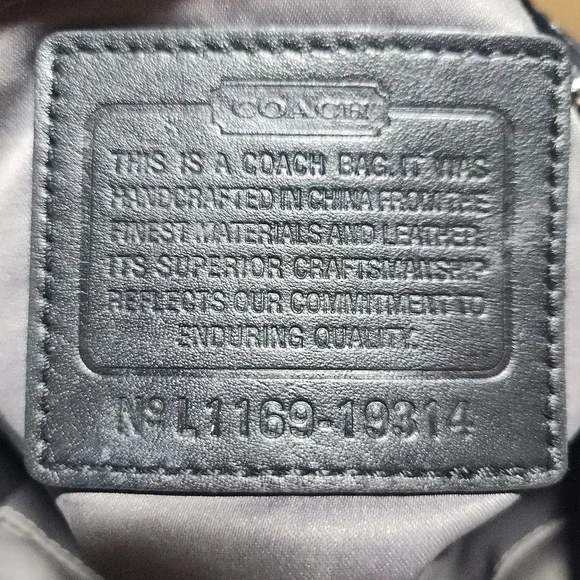 COACH
THIS IS A COACH BAG. IT WAS
HANDCRAFTED IN CHINA FROM THE
FINEST MATERIALS AND LEATHER.
ITS SUPERIOR CRAFTSMANSHIP
REFLECTS OUR COMMITMENT TO
ENDURING QUALITY.
Nº L1169-19314